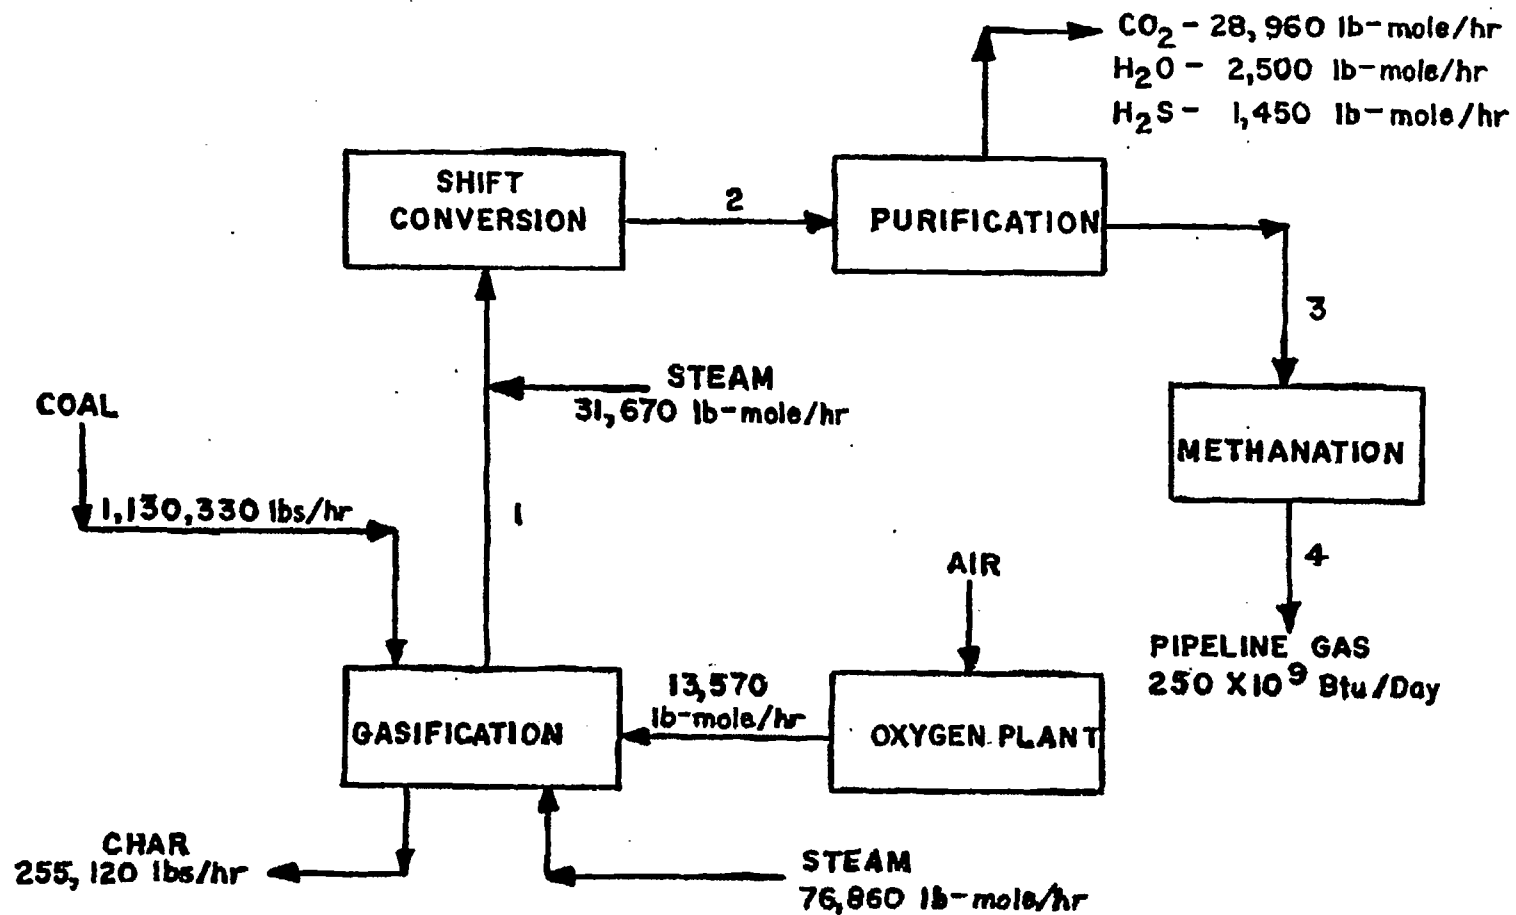 CO2 - 28,960 lb-mole/hr
H2O - 2,500 lb-mole/hr
H2S - 1,450 lb-mole/hr
SHIFT
CONVERSION
2
PURIFICATION
3
STEAM
31,670 lb-mole/hr
COAL
METHANATION
1,130,330 lbs/hr
1
AIR
4
PIPELINE GAS
250 X10^9 Btu/Day
13,570
lb-mole/hr
GASIFICATION
OXYGEN PLANT
CHAR
255,120 lbs/hr
STEAM
76,860 lb-mole/hr